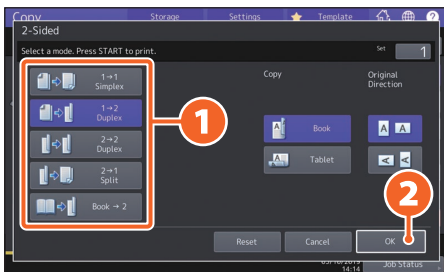 Copy Storage Settings Template
2-Sided
Select a mode. Press START to print. Set 1
Copy Original
Direction
1→1
Simplex
1→2
Duplex
2→2
Duplex
2→1
Split
Book → 2
1
A Book A A
A Tablet A A
2
Reset Cancel OK
14:14 Job Status